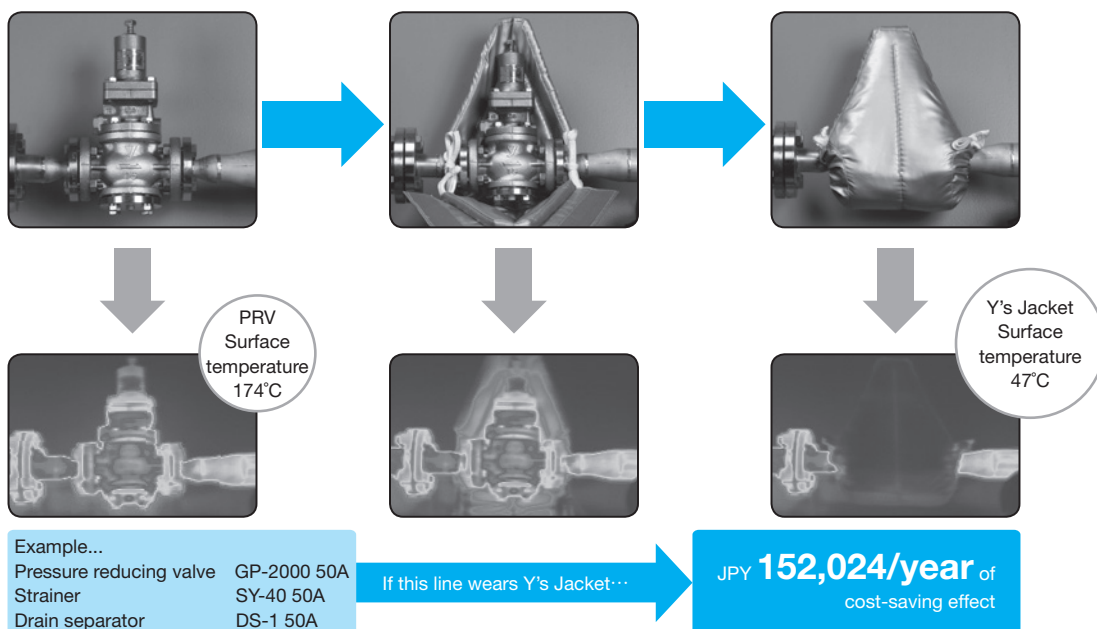 PRV
Surface
temperature
174°C
Y's Jacket
Surface
temperature
47°C
Example...
Pressure reducing valve GP-2000 50A
Strainer SY-40 50A
Drain separator DS-1 50A
If this line wears Y's Jacket…
JPY 152,024/year of
cost-saving effect